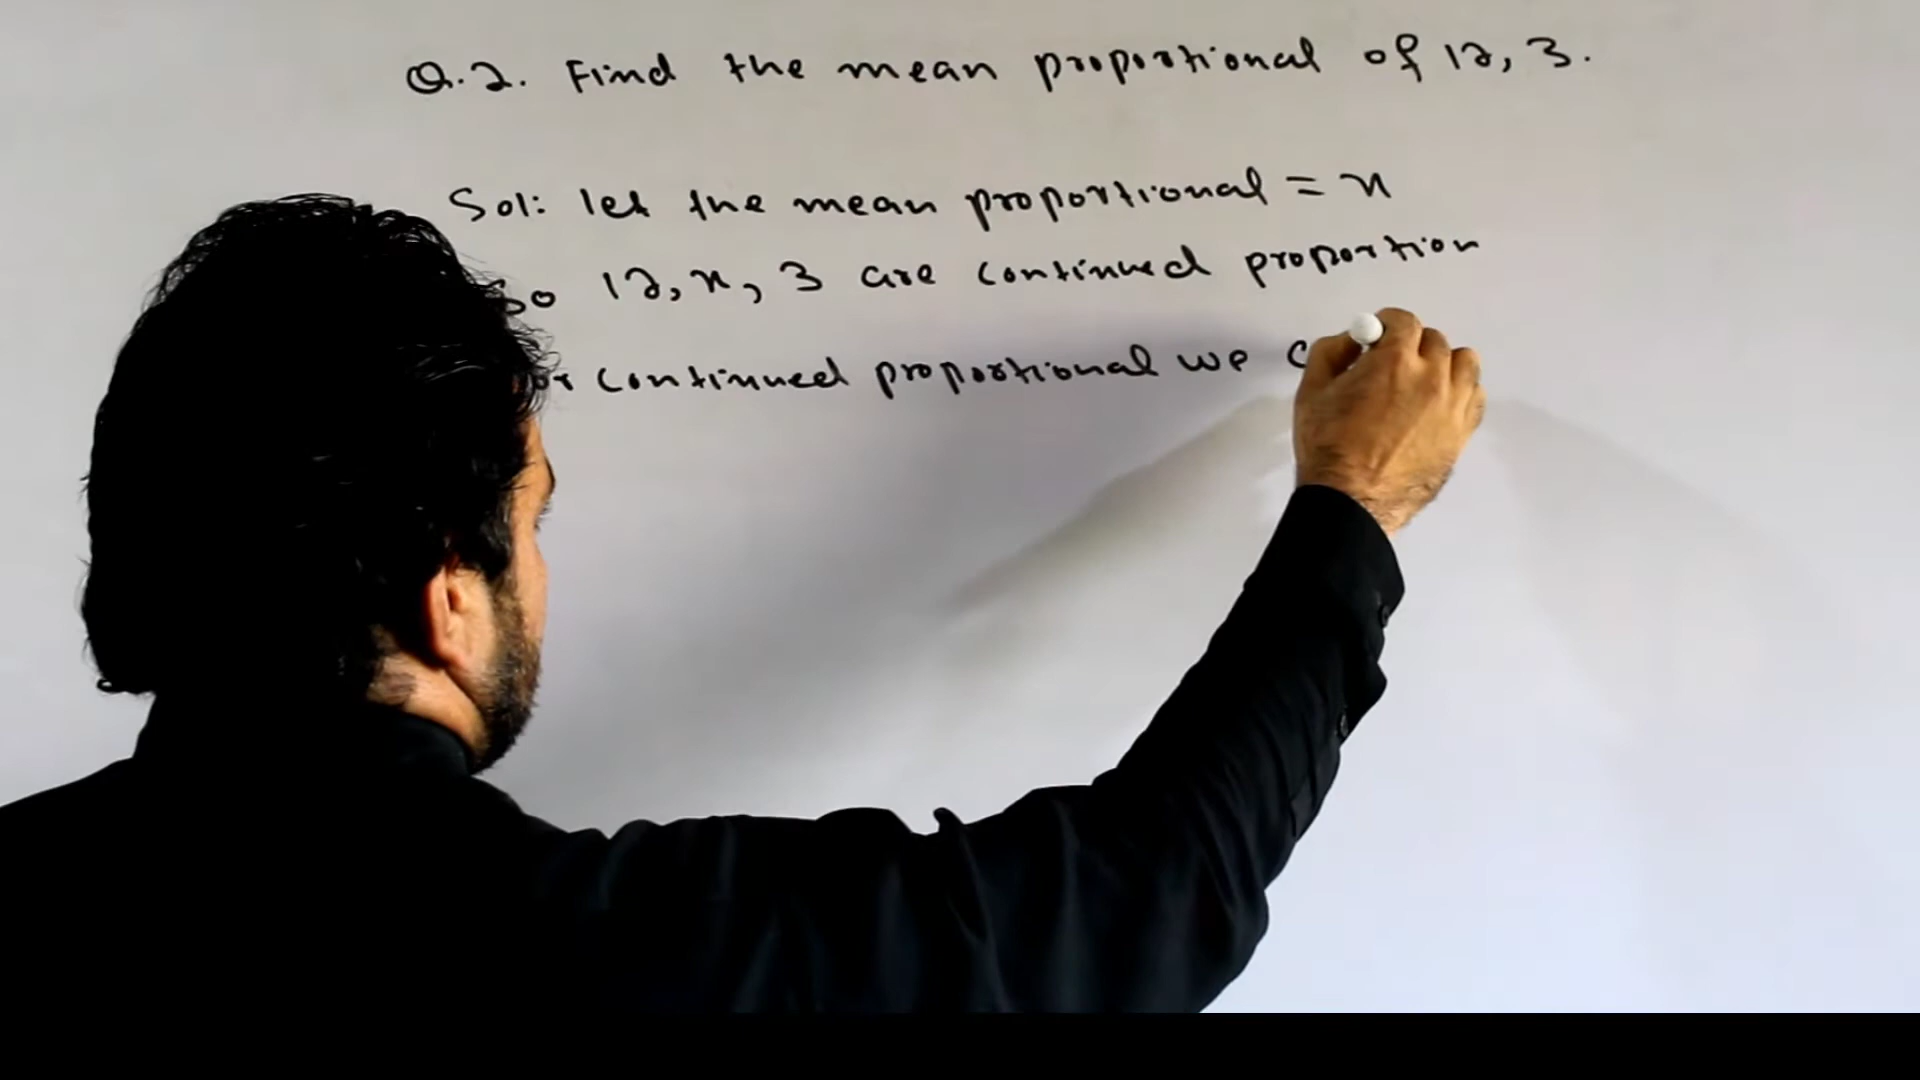 Q.2. Find the mean proportional of 12, 3.
Sol: let the mean proportional = x
So 12, x, 3 are continued proportion
continued proportional we